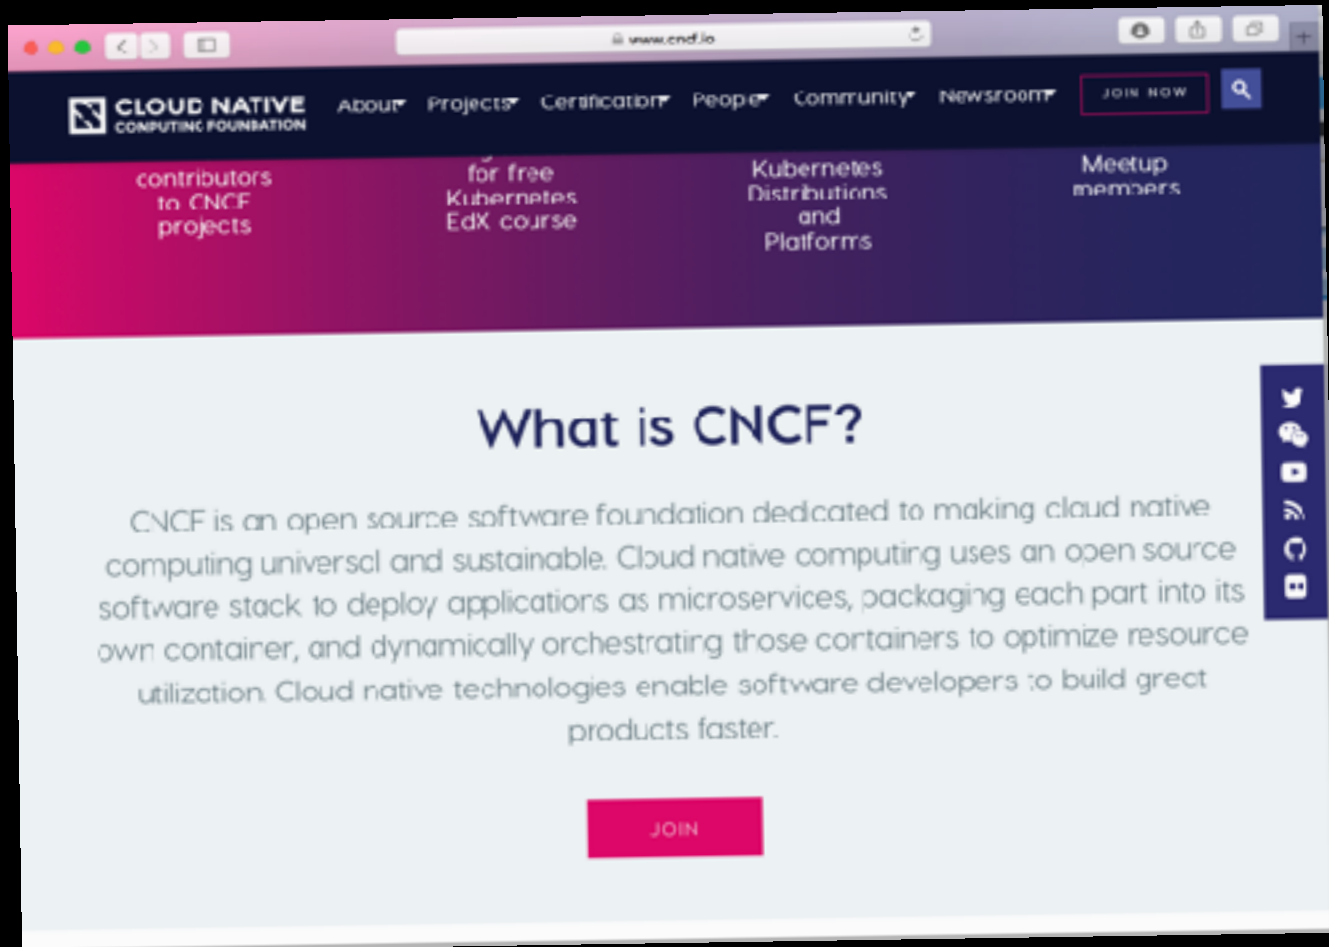 www.cncf.io
CLOUD NATIVE
COMPUTING FOUNDATION
About Projects Certification People Community Newsroom JOIN NOW
contributors
to CNCF
projects
for free
Kubernetes
EdX course
Kubernetes
Distributions
and
Platforms
Meetup
members
What is CNCF?
CNCF is an open source software foundation dedicated to making cloud native
computing universal and sustainable. Cloud native computing uses an open source
software stack to deploy applications as microservices, packaging each part into its
own container, and dynamically orchestrating those containers to optimize resource
utilization. Cloud native technologies enable software developers to build great
products faster.
JOIN